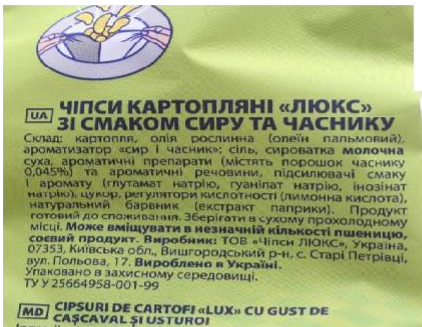 UA ЧІПСИ КАРТОПЛЯНІ «ЛЮКС»
ЗІ СМАКОМ СИРУ ТА ЧАСНИКУ
Склад: картопля, олія рослинна (олеїн пальмовий),
ароматизатор «сир і часник»: сіль, сироватка молочна
суха, ароматичні препарати (містять порошок часнику
0,045%) та ароматичні речовини, підсилювачі смаку
і аромату (глутамат натрію, гуанілат натрію, інозінат
натрію), цукор, регулятори кислотності (лимонна кислота),
натуральний барвник (екстракт паприки). Продукт
готовий до споживання. Зберігати в сухому прохолодному
місці. Може вміщувати в незначній кількості пшеницю,
соєвий продукт. Виробник: ТОВ «Чіпси ЛЮКС», Україна,
07353, Київська обл., Вишгородський р-н, с. Старі Петрівці,
вул. Польова, 17. Вироблено в Україні.
Упаковано в захисному середовищі.
ТУ У 25664958-001-99
MD CIPSURI DE CARTOFI «LUX» CU GUST DE
CAȘCAVAL ȘI USTUROI